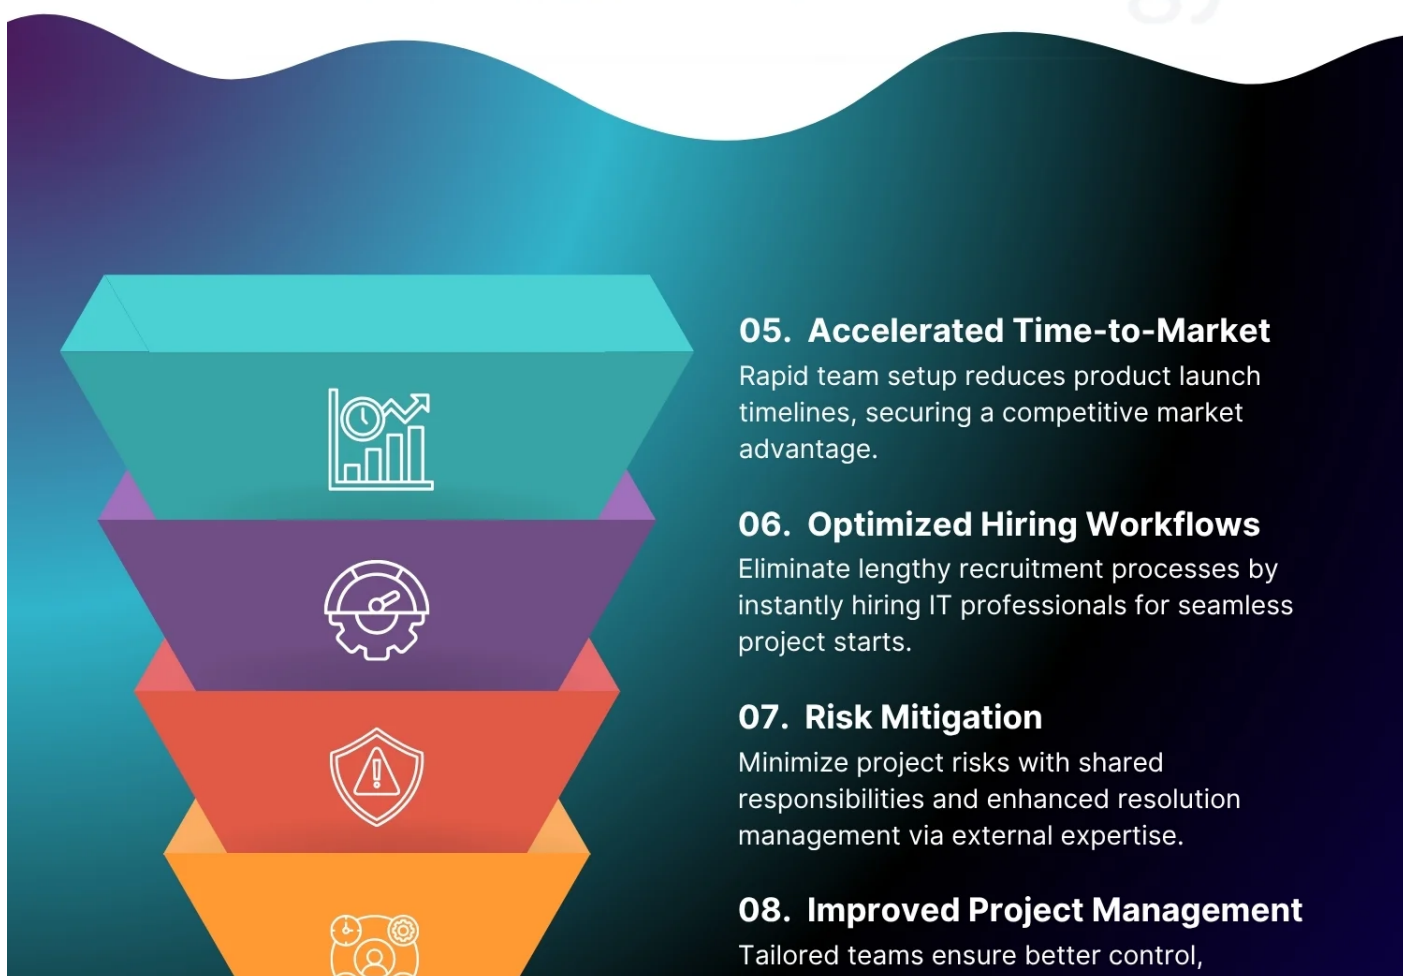 05. Accelerated Time-to-Market
Rapid team setup reduces product launch
timelines, securing a competitive market
advantage.
06. Optimized Hiring Workflows
Eliminate lengthy recruitment processes by
instantly hiring IT professionals for seamless
project starts.
07. Risk Mitigation
Minimize project risks with shared
responsibilities and enhanced resolution
management via external expertise.
08. Improved Project Management
Tailored teams ensure better control,